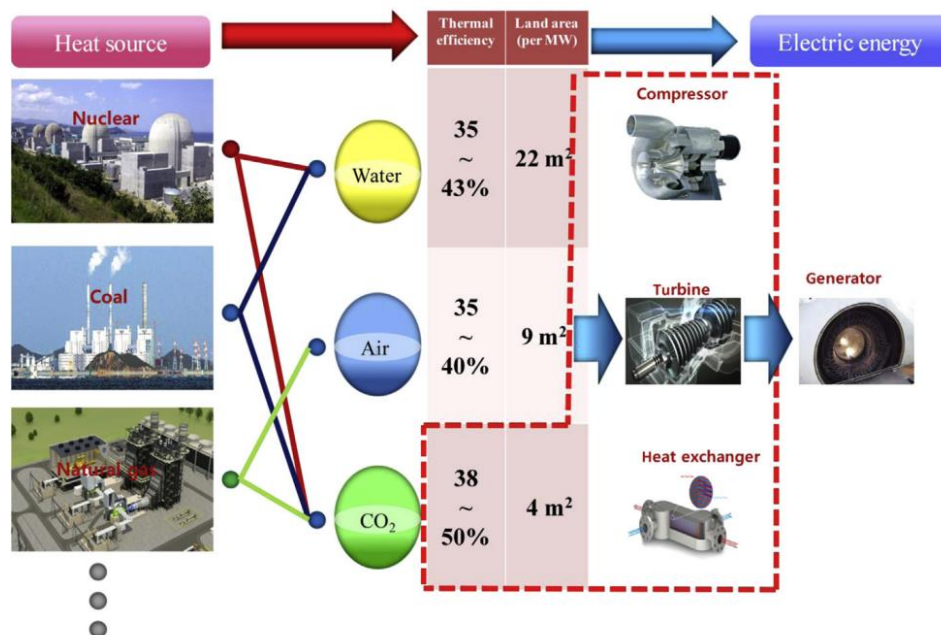 Heat source
Thermal
efficiency
Land area
(per MW)
Electric energy
Nuclear
Coal
Natural gas
Water
Air
CO₂
35
~
43%
22 m²
35
~
40%
9 m²
38
~
50%
4 m²
Compressor
Turbine
Heat exchanger
Generator